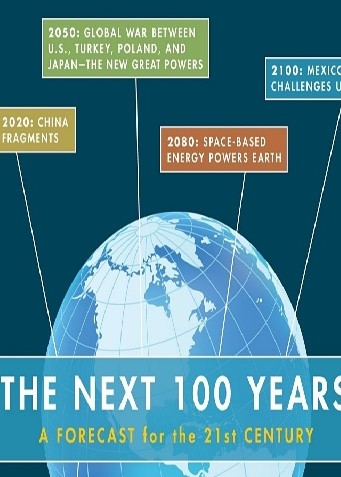 2050: GLOBAL WAR BETWEEN
U.S., TURKEY, POLAND, AND
JAPAN—THE NEW GREAT POWERS
2100: MEXICO
CHALLENGES U
2020: CHINA
FRAGMENTS
2080: SPACE-BASED
ENERGY POWERS EARTH
THE NEXT 100 YEARS
A FORECAST for the 21st CENTURY